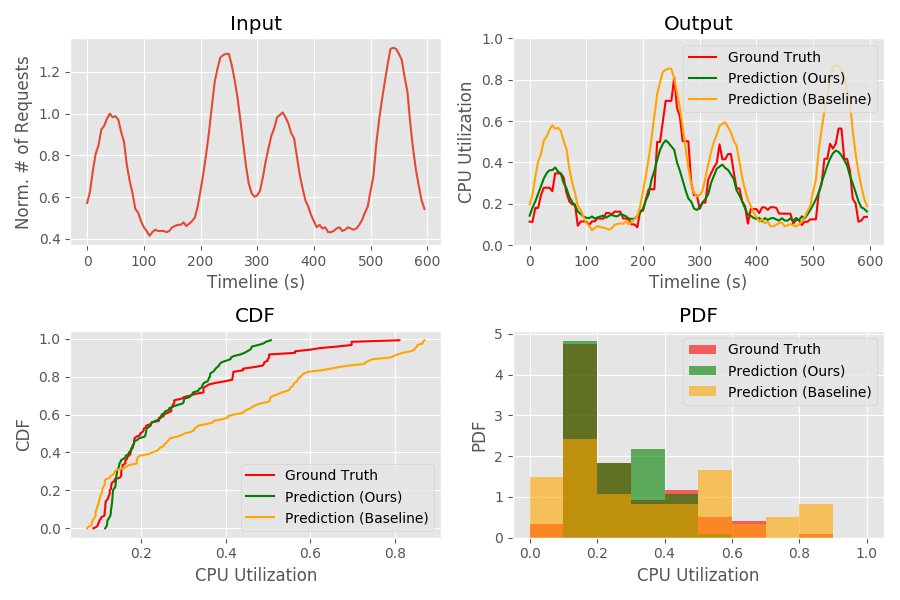 Input
Norm. # of Requests
1.2
1.0
0.8
0.6
0.4
0 100 200 300 400 500 600
Timeline (s)
Output
CPU Utilization
1.0
0.8
0.6
0.4
0.2
0.0
Ground Truth
Prediction (Ours)
Prediction (Baseline)
0 100 200 300 400 500 600
Timeline (s)
CDF
CDF
1.0
0.8
0.6
0.4
0.2
0.0
Ground Truth
Prediction (Ours)
Prediction (Baseline)
0.2 0.4 0.6 0.8
CPU Utilization
PDF
PDF
5
4
3
2
1
0
Ground Truth
Prediction (Ours)
Prediction (Baseline)
0.0 0.2 0.4 0.6 0.8 1.0
CPU Utilization